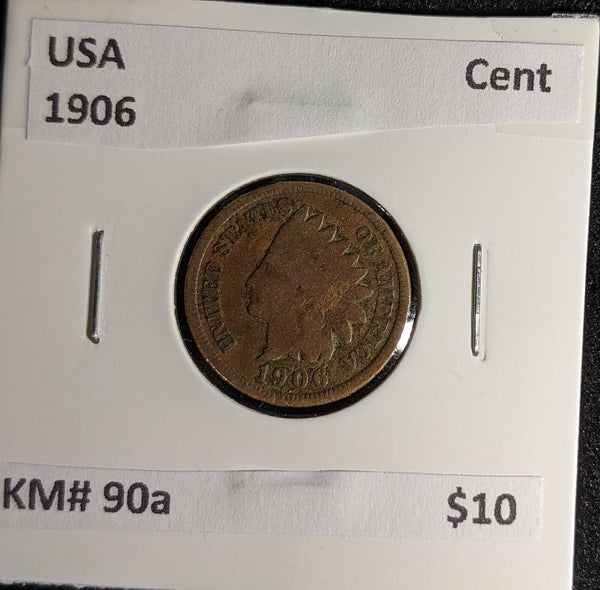 USA
Cent
1906
UNITED STATES OF AMERICA
1906
KM# 90a
$10